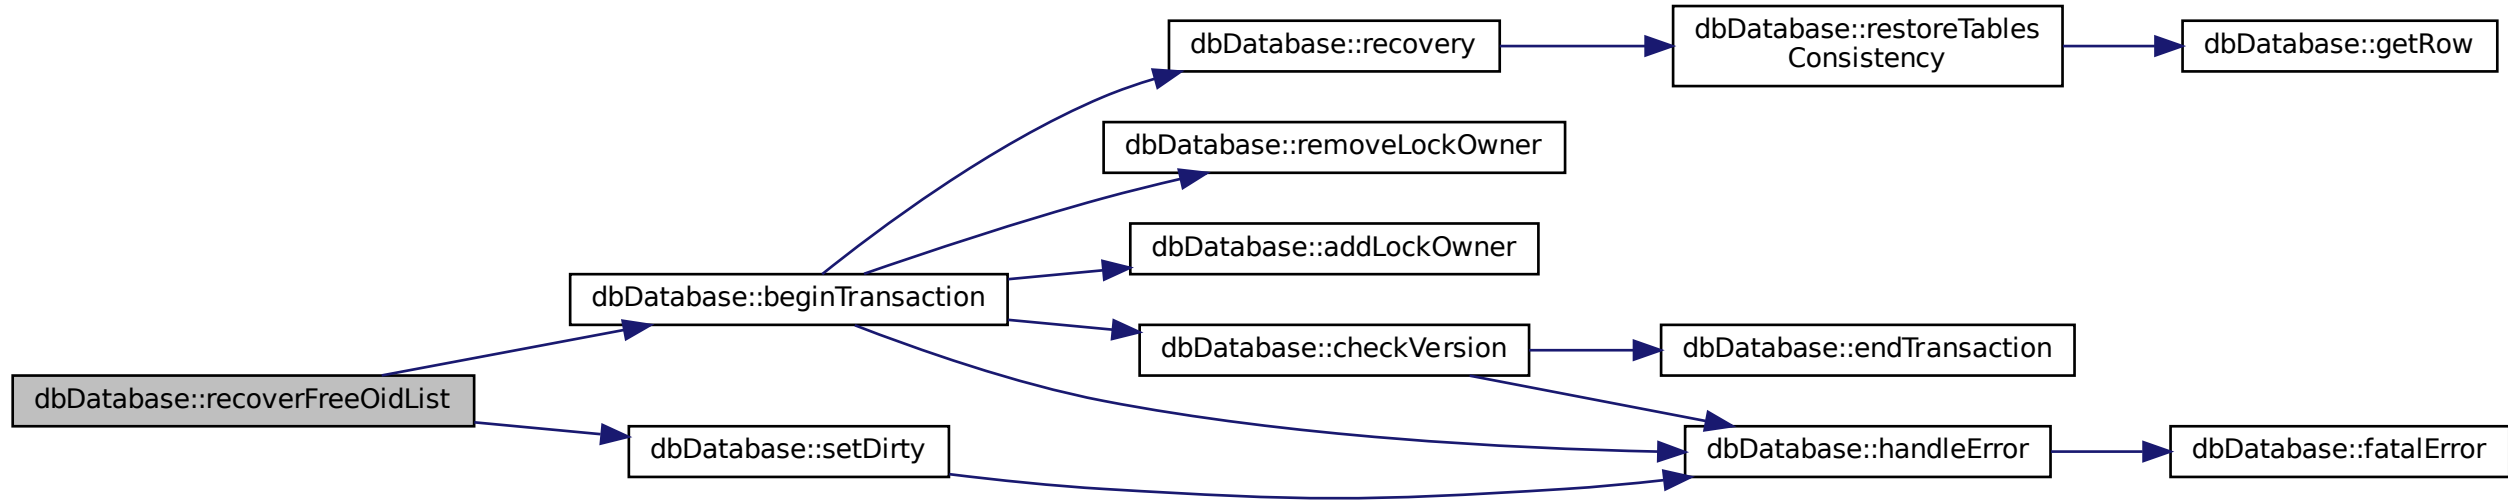 dbDatabase::recoverFreeOidList
dbDatabase::beginTransaction
dbDatabase::setDirty
dbDatabase::recovery
dbDatabase::removeLockOwner
dbDatabase::addLockOwner
dbDatabase::checkVersion
dbDatabase::restoreTables
Consistency
dbDatabase::endTransaction
dbDatabase::handleError
dbDatabase::getRow
dbDatabase::fatalError